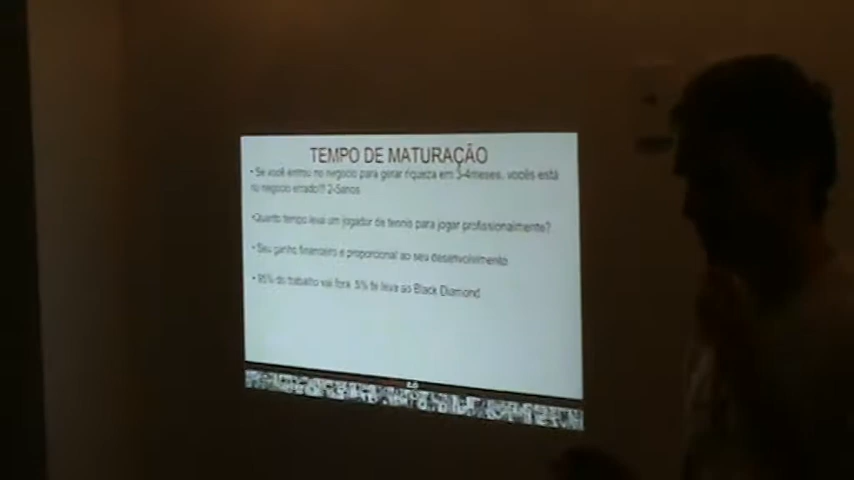 TEMPO DE MATURAÇÃO
• Se você entrou no negocio para gerar riqueza em 3-4meses, vocês está
no negocio errado!!! 2-5anos
•Quanto tempo leva um jogador de tennis para jogar profissionalmente?
• Seu ganho financeiro e proporcional ao seu desenvolvimento
• 95% do trabalho vai fora 5% te leva ao Black Diamond